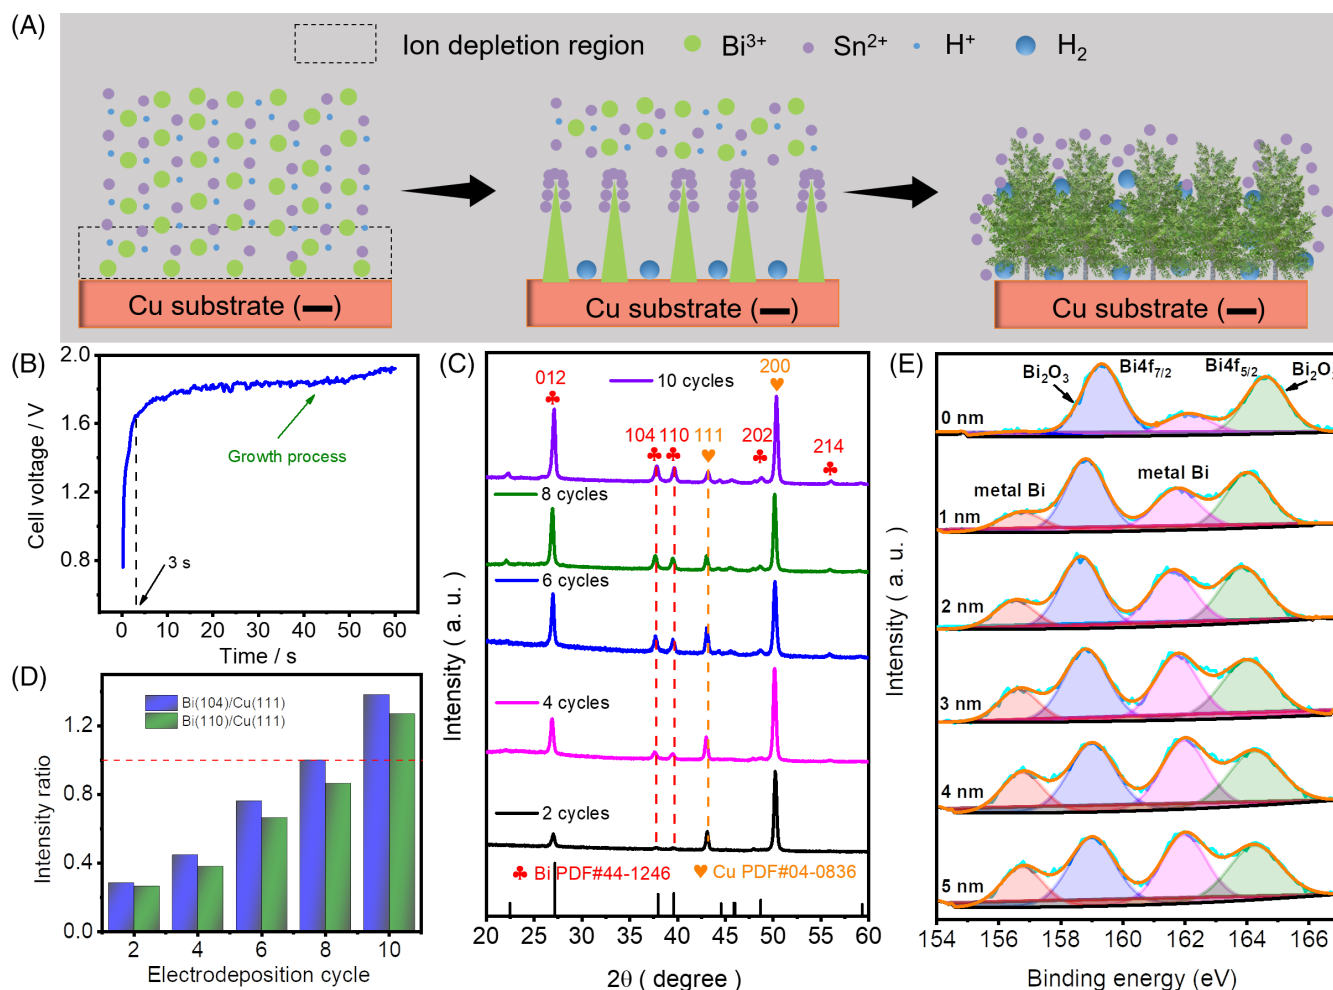 (A)
Ion depletion region
Bi3+
Sn2+
H+
H2
Cu substrate (—)
Cu substrate (—)
Cu substrate (—)
(B)
2.0
1.6
1.2
0.8
Cell voltage / V
Growth process
3 s
0 10 20 30 40 50 60
Time / s
(C)
012
10 cycles
200
104 110
111
202
214
8 cycles
6 cycles
4 cycles
2 cycles
Bi PDF#44-1246
Cu PDF#04-0836
Intensity ( a. u. )
20 25 30 35 40 45 50 55 60
2θ ( degree )
(D)
Bi(104)/Cu(111)
Bi(110)/Cu(111)
1.2
0.8
0.4
0.0
Intensity ratio
2 4 6 8 10
Electrodeposition cycle
(E)
Bi2O3
Bi4f7/2
Bi4f5/2
0 nm
metal Bi
metal Bi
1 nm
2 nm
3 nm
4 nm
5 nm
Intensity ( a. u. )
154 156 158 160 162 164 166
Binding energy (eV)